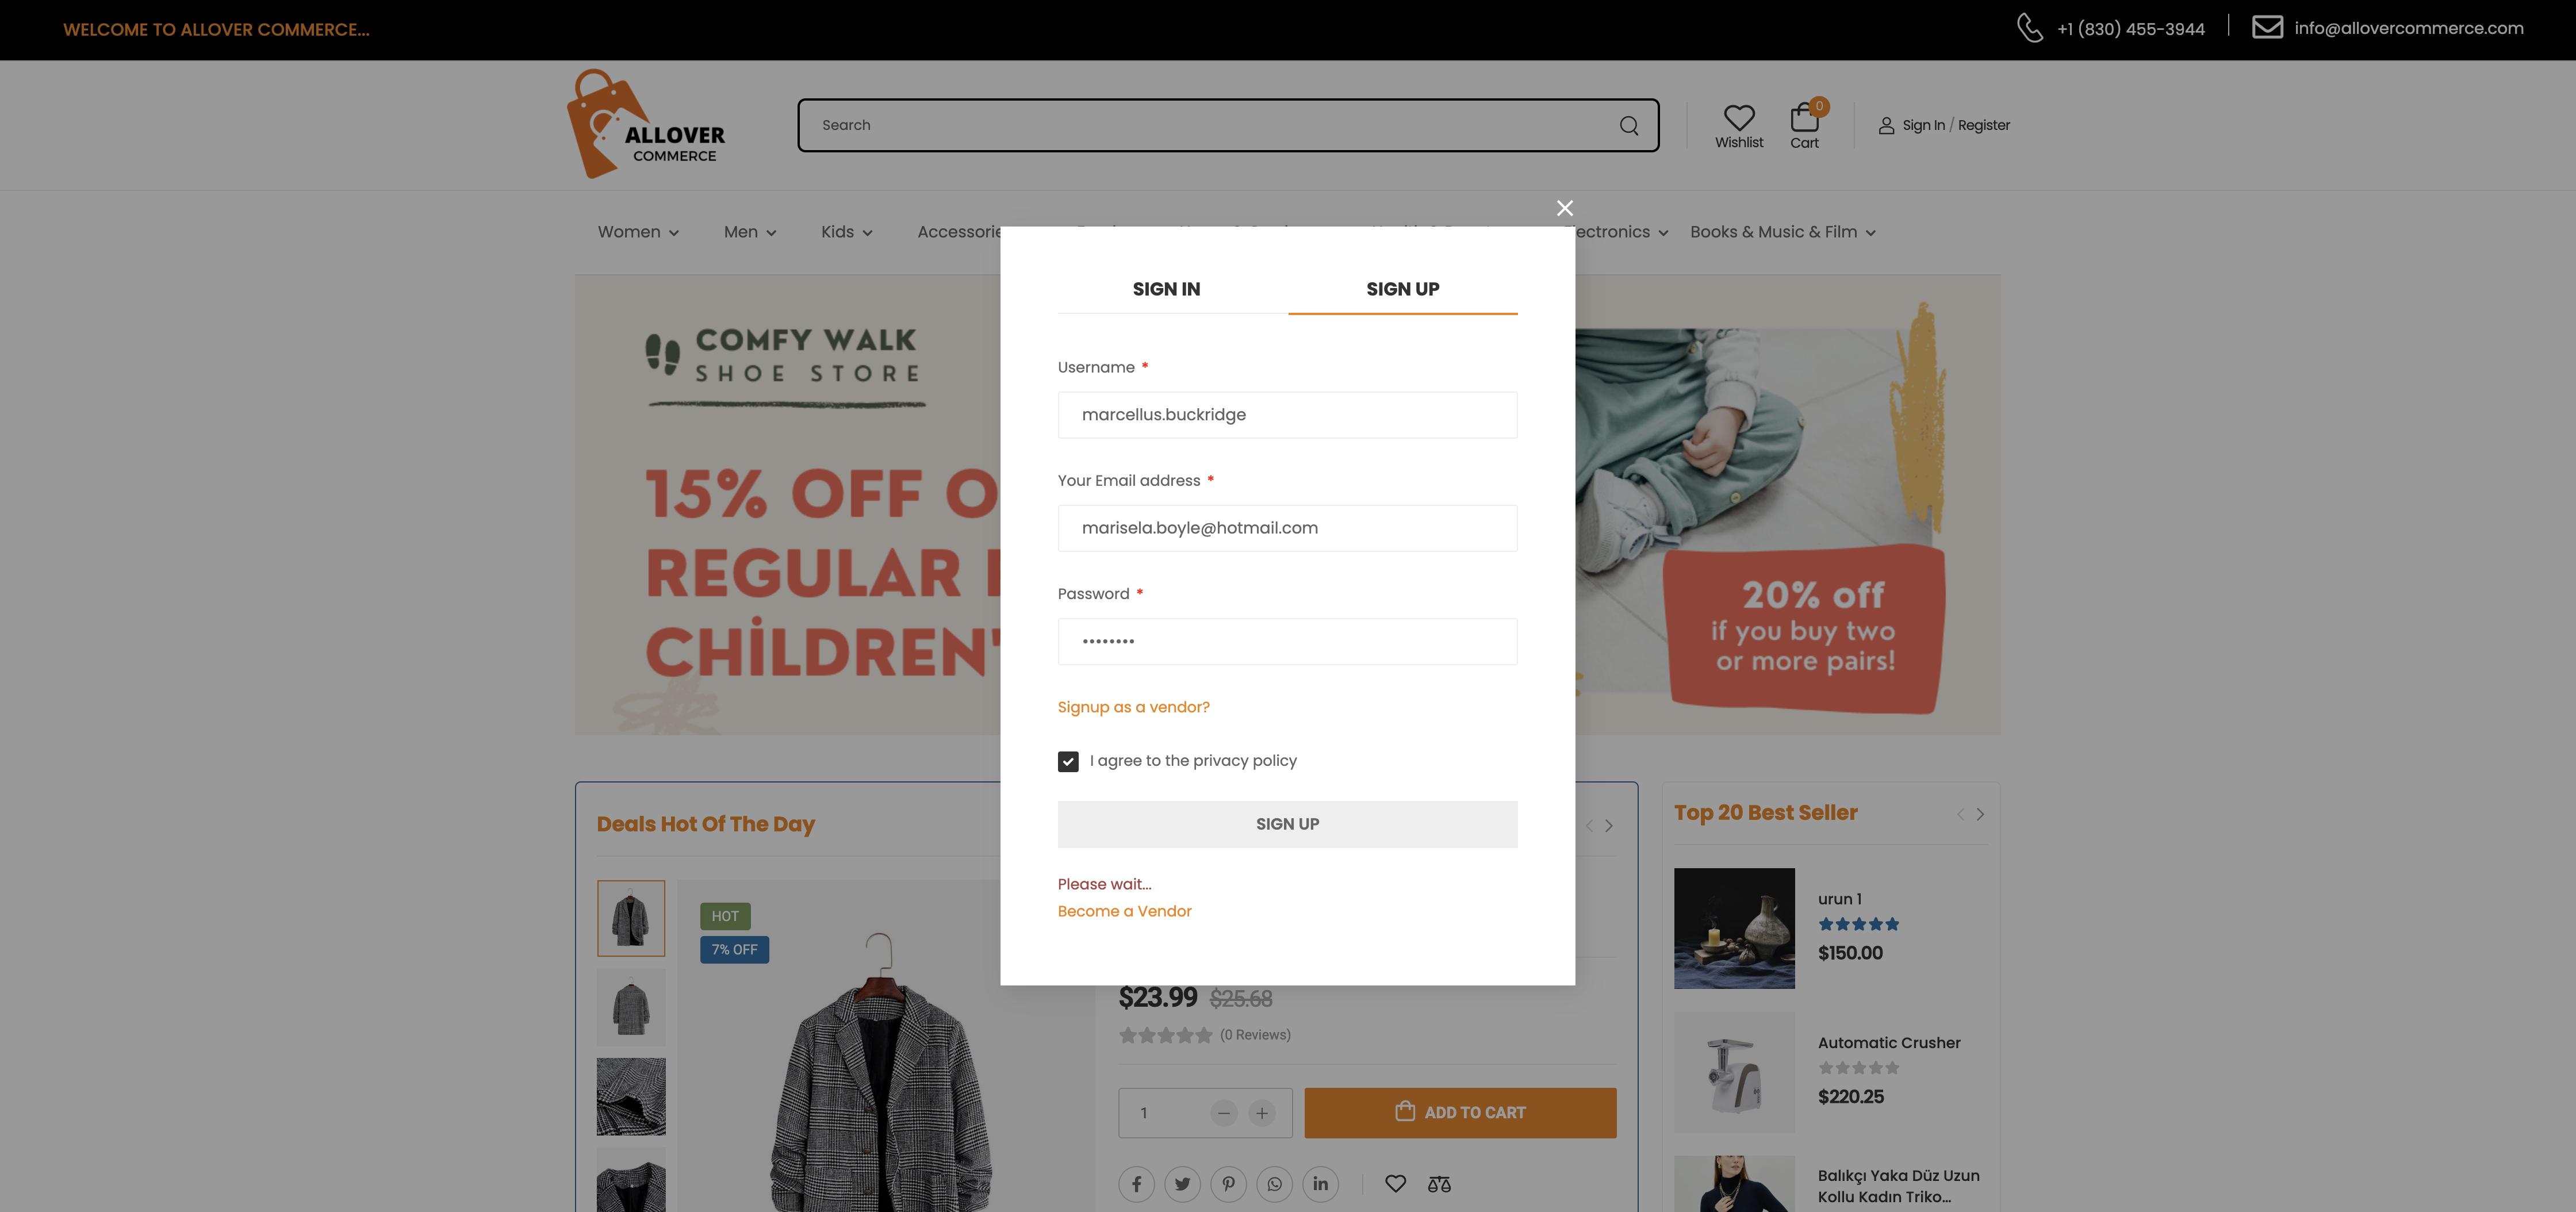 WELCOME TO ALLOVER COMMERCE...
+1 (830) 455-3944
info@allovercommerce.com
ALLOVER
COMMERCE
Search
0
Wishlist
Cart
Sign In / Register
Women
Men
Kids
Accessorie
lectronics
Books & Music & Film
SIGN IN
SIGN UP
Username *
marcellus.buckridge
Your Email address *
marisela.boyle@hotmail.com
Password *
••••••••
Signup as a vendor?
I agree to the privacy policy
SIGN UP
Please wait...
Become a Vendor
COMFY WALK
SHOE STORE
15% OFF O
REGULAR
CHİLDREN'
20% off
if you buy two
or more pairs!
Deals Hot Of The Day
HOT
7% OFF
$23.99 $25.68
(0 Reviews)
1
ADD TO CART
Top 20 Best Seller
urun 1
$150.00
Automatic Crusher
$220.25
Balıkçı Yaka Düz Uzun
Kollu Kadın Triko...